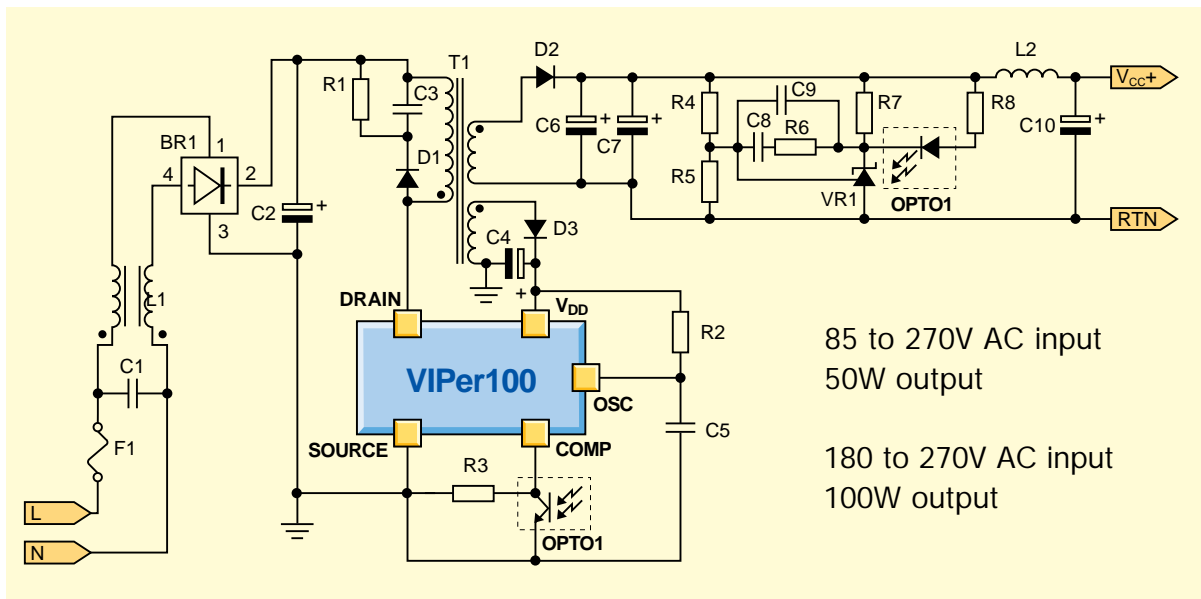 T1
D2
L2
R1
C3
C9
V_CC+
R4
R7
R8
C6
C7
C8
R6
C10
BR1
1
4
2
3
D1
R5
VR1
OPTO1
C2
RTN
D3
C4
+
+
+
+
+
L1
DRAIN
V_DD
R2
85 to 270V AC input
50W output
VIPer100
OSC
C1
C5
SOURCE
COMP
F1
R3
180 to 270V AC input
100W output
L
N
OPTO1